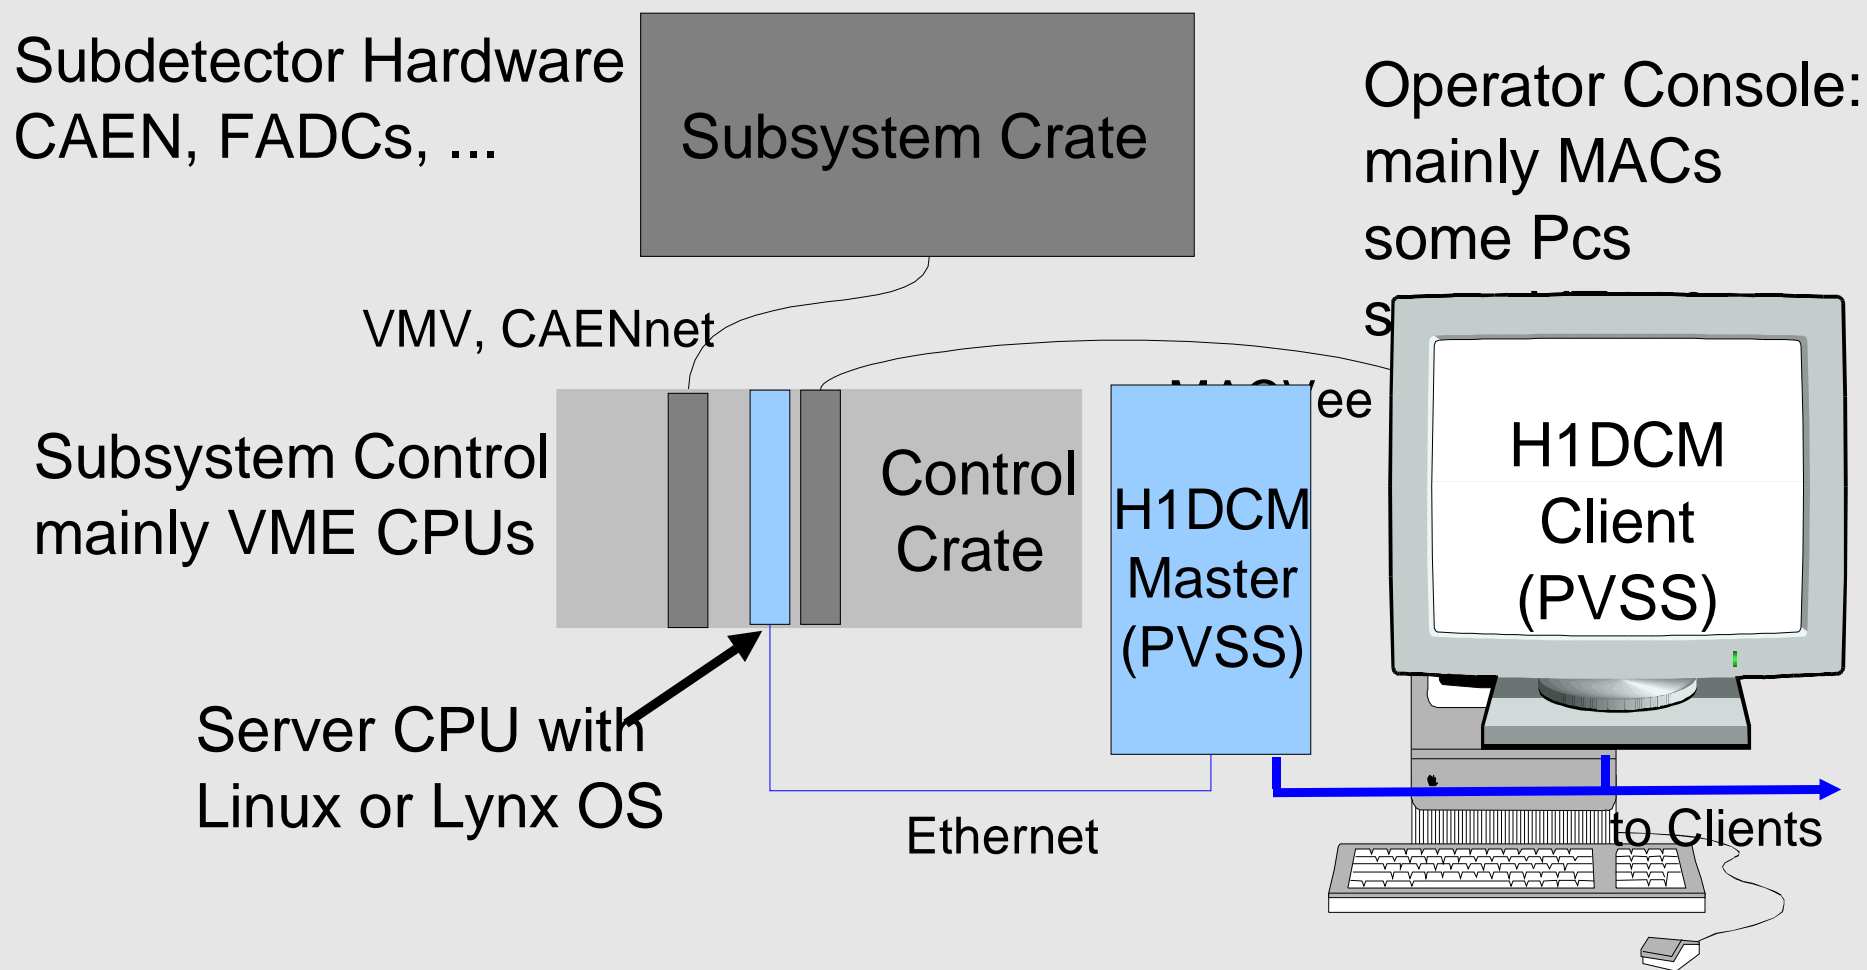 Subdetector Hardware
CAEN, FADCs, ...
Subsystem Crate
Operator Console:
mainly MACs
some Pcs
VMV, CAENnet
Subsystem Control
mainly VME CPUs
Control
Crate
H1DCM
Master
(PVSS)
H1DCM
Client
(PVSS)
Server CPU with
Linux or Lynx OS
Ethernet
to Clients